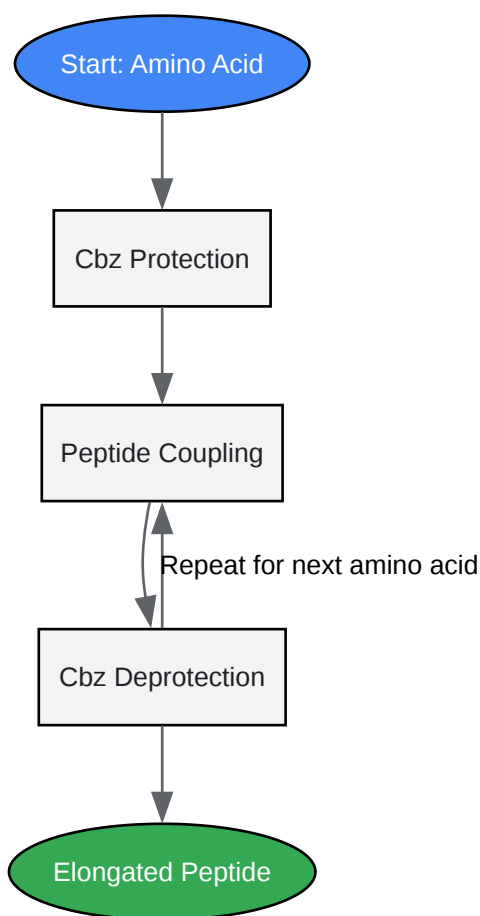 Start: Amino Acid
Cbz Protection
Peptide Coupling
Repeat for next amino acid
Cbz Deprotection
Elongated Peptide